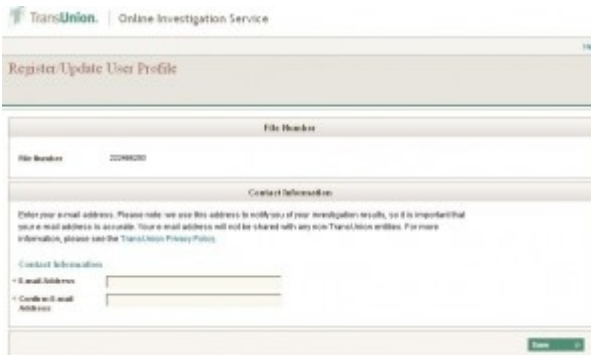 TransUnion. Online Investigation Service
Register/Update User Profile
File Number
File Number
Contact Information
Enter your e-mail address. Please note: we use this address to notify you of your investigation results, so it is important that
your e-mail address is accurate. Your e-mail address will not be shared with any non-TransUnion entities. For more
information, please see the TransUnion Privacy Policy.
Contact Information
* E-mail Address
* Confirm E-mail
Address
Save